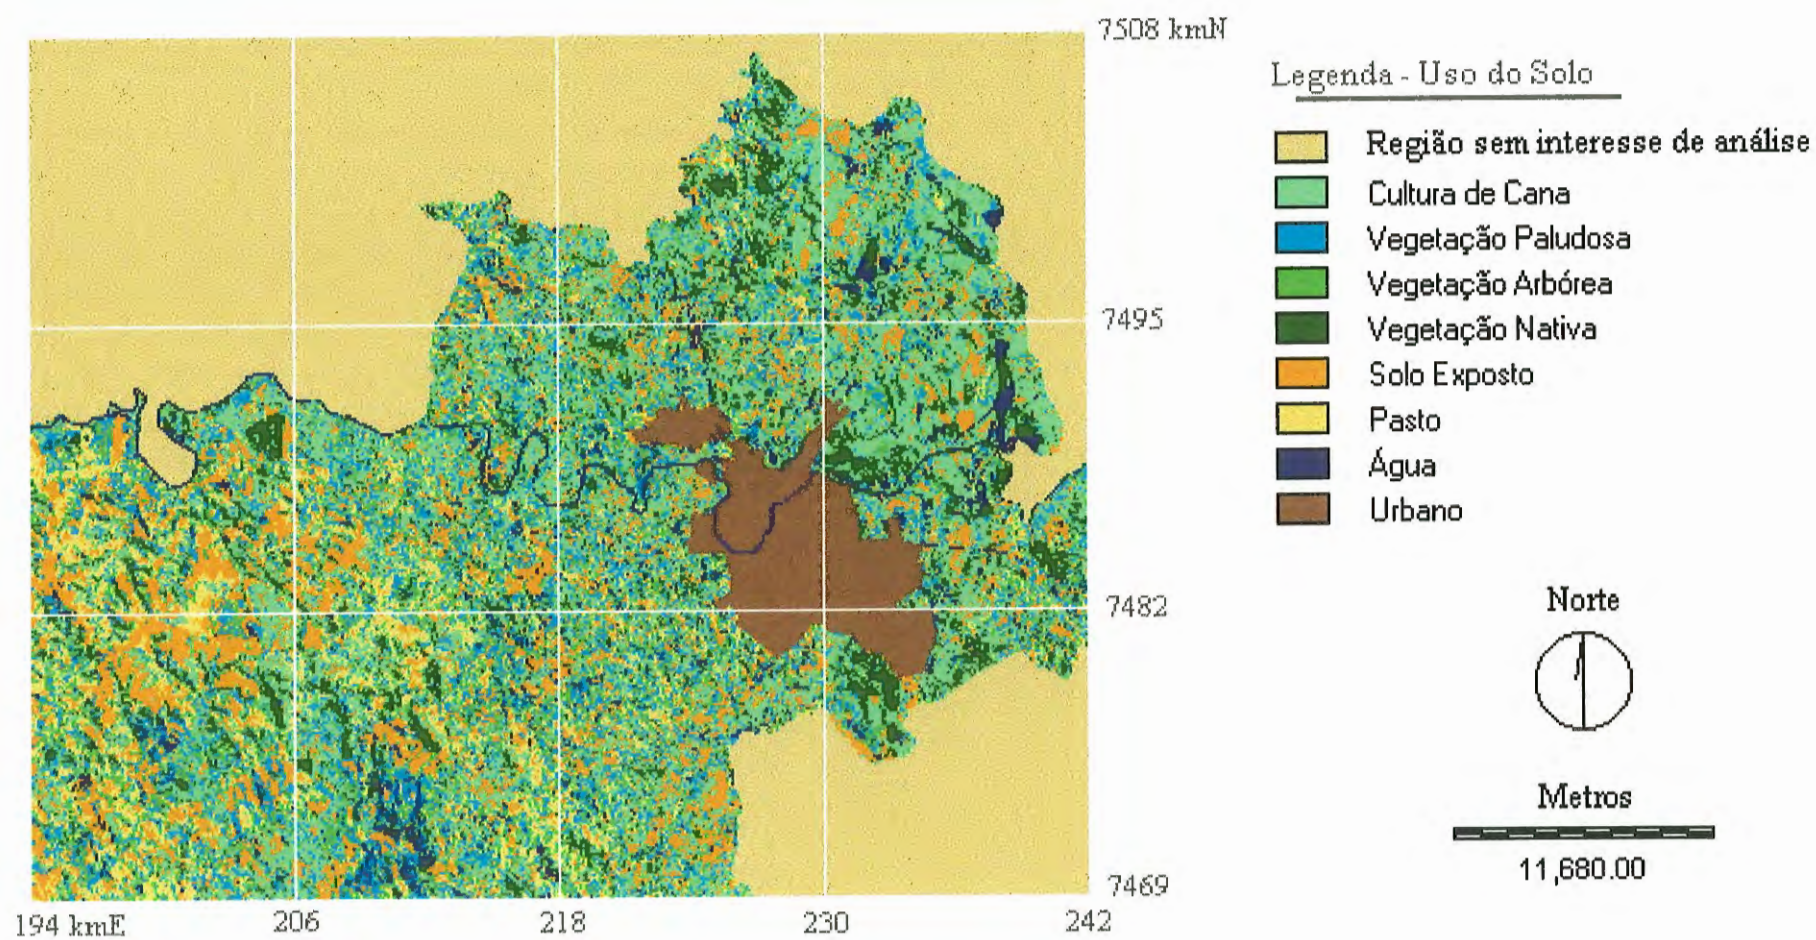 7508 kmN
7495
7482
7469
194 kmE
206
218
230
242
Legenda - Uso do Solo
Região sem interesse de análise
Cultura de Cana
Vegetação Paludosa
Vegetação Arbórea
Vegetação Nativa
Solo Exposto
Pasto
Água
Urbano
Norte
Metros
11,680.00